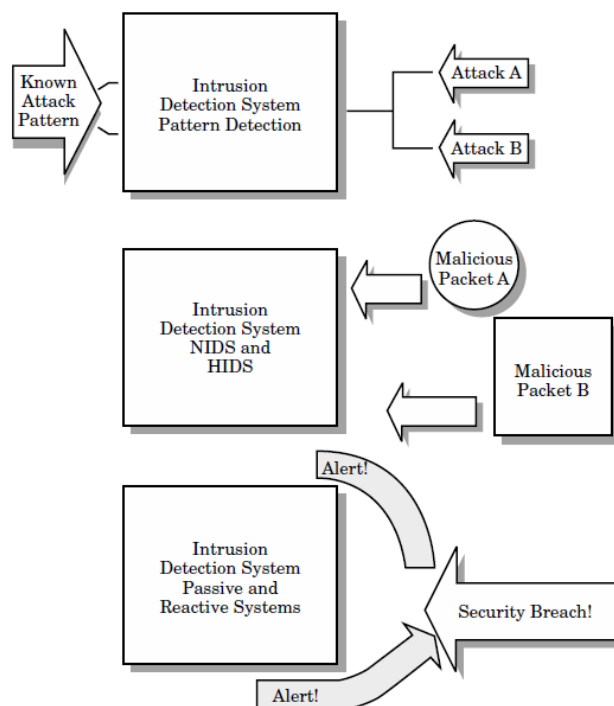 Known
Attack
Pattern
Intrusion
Detection System
Pattern Detection
Attack A
Attack B
Intrusion
Detection System
NIDS and
HIDS
Malicious
Packet A
Malicious
Packet B
Alert!
Intrusion
Detection System
Passive and
Reactive Systems
Security Breach!
Alert!